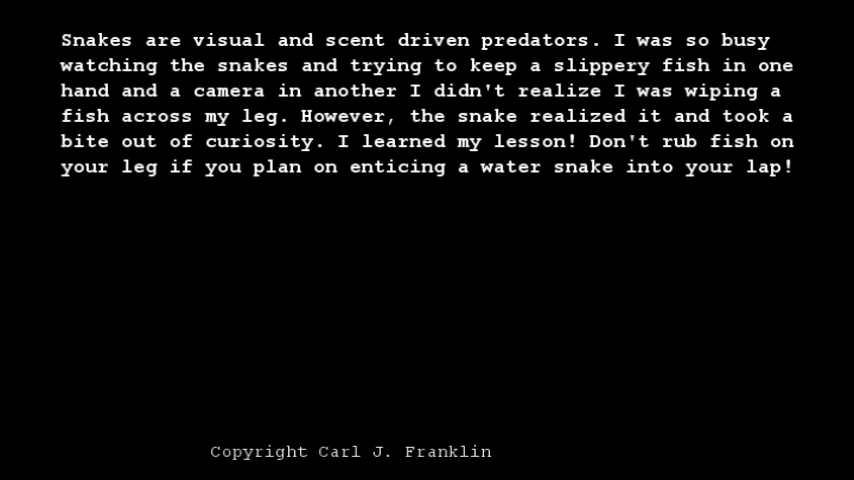 Snakes are visual and scent driven predators. I was so busy
watching the snakes and trying to keep a slippery fish in one
hand and a camera in another I didn't realize I was wiping a
fish across my leg. However, the snake realized it and took a
bite out of curiosity. I learned my lesson! Don't rub fish on
your leg if you plan on enticing a water snake into your lap!
Copyright Carl J. Franklin